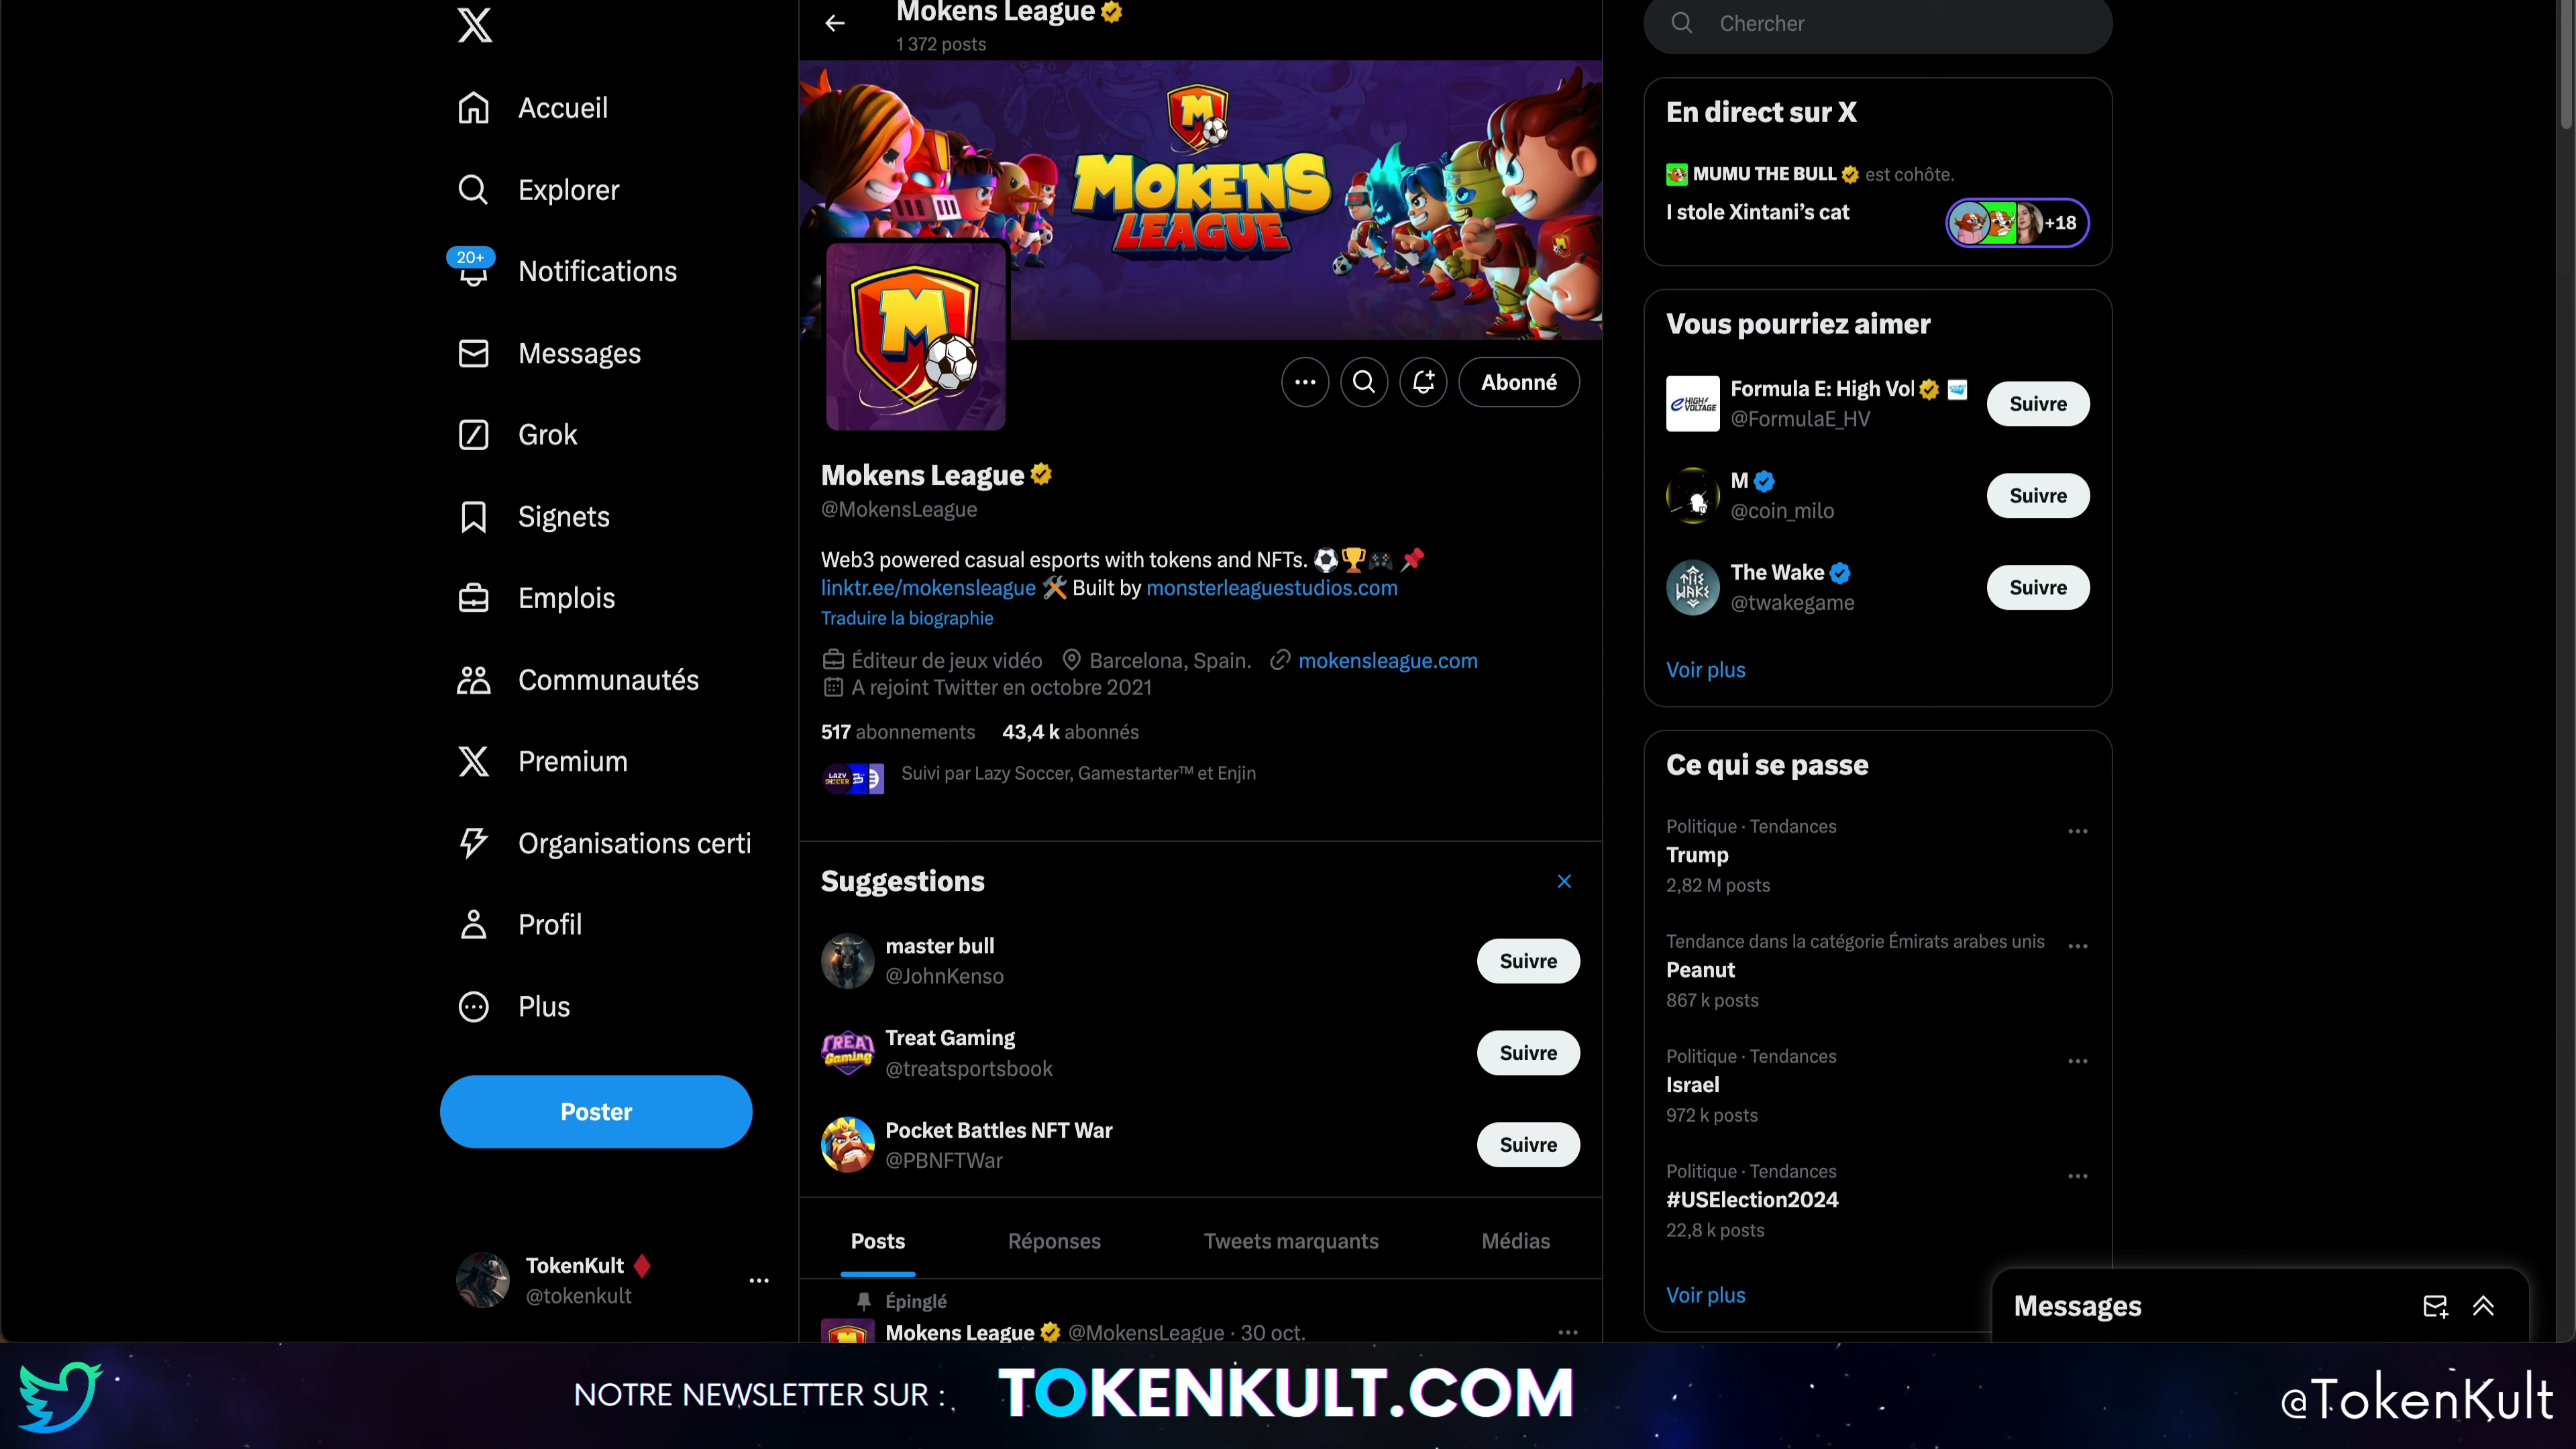 Accueil
Explorer
20+
Notifications
Messages
Grok
Signets
Emplois
Communautés
Premium
Organisations certi
Profil
Plus
Poster
TokenKult
@tokenkult
Mokens League
1 372 posts
M
MOKENS
LEAGUE
M
Abonné
Mokens League
@MokensLeague
Web3 powered casual esports with tokens and NFTs. ⚽🏆🎮 📌
linktr.ee/mokensleague 🛠️ Built by monsterleaguestudios.com
Traduire la biographie
Éditeur de jeux vidéo Barcelona, Spain. mokensleague.com
A rejoint Twitter en octobre 2021
517 abonnements 43,4 k abonnés
LAZY SOCCER
Suivi par Lazy Soccer, Gamestarter™ et Enjin
Suggestions
master bull
@JohnKenso
Suivre
TREAT Gaming
Treat Gaming
@treatsportsbook
Suivre
Pocket Battles NFT War
@PBNFTWar
Suivre
Posts Réponses Tweets marquants Médias
Épinglé
Mokens League @MokensLeague · 30 oct.
Chercher
En direct sur X
MUMU THE BULL est cohôte.
I stole Xintani's cat
+18
Vous pourriez aimer
HIGH VOLTAGE
Formula E: High Vol
@FormulaE_HV
Suivre
M
@coin_milo
Suivre
THE WAKE
The Wake
@twakegame
Suivre
Voir plus
Ce qui se passe
Politique · Tendances
Trump
2,82 M posts
Tendance dans la catégorie Émirats arabes unis
Peanut
867 k posts
Politique · Tendances
Israel
972 k posts
Politique · Tendances
#USElection2024
22,8 k posts
Voir plus
Messages
NOTRE NEWSLETTER SUR : TOKENKULT.COM
@TokenKult